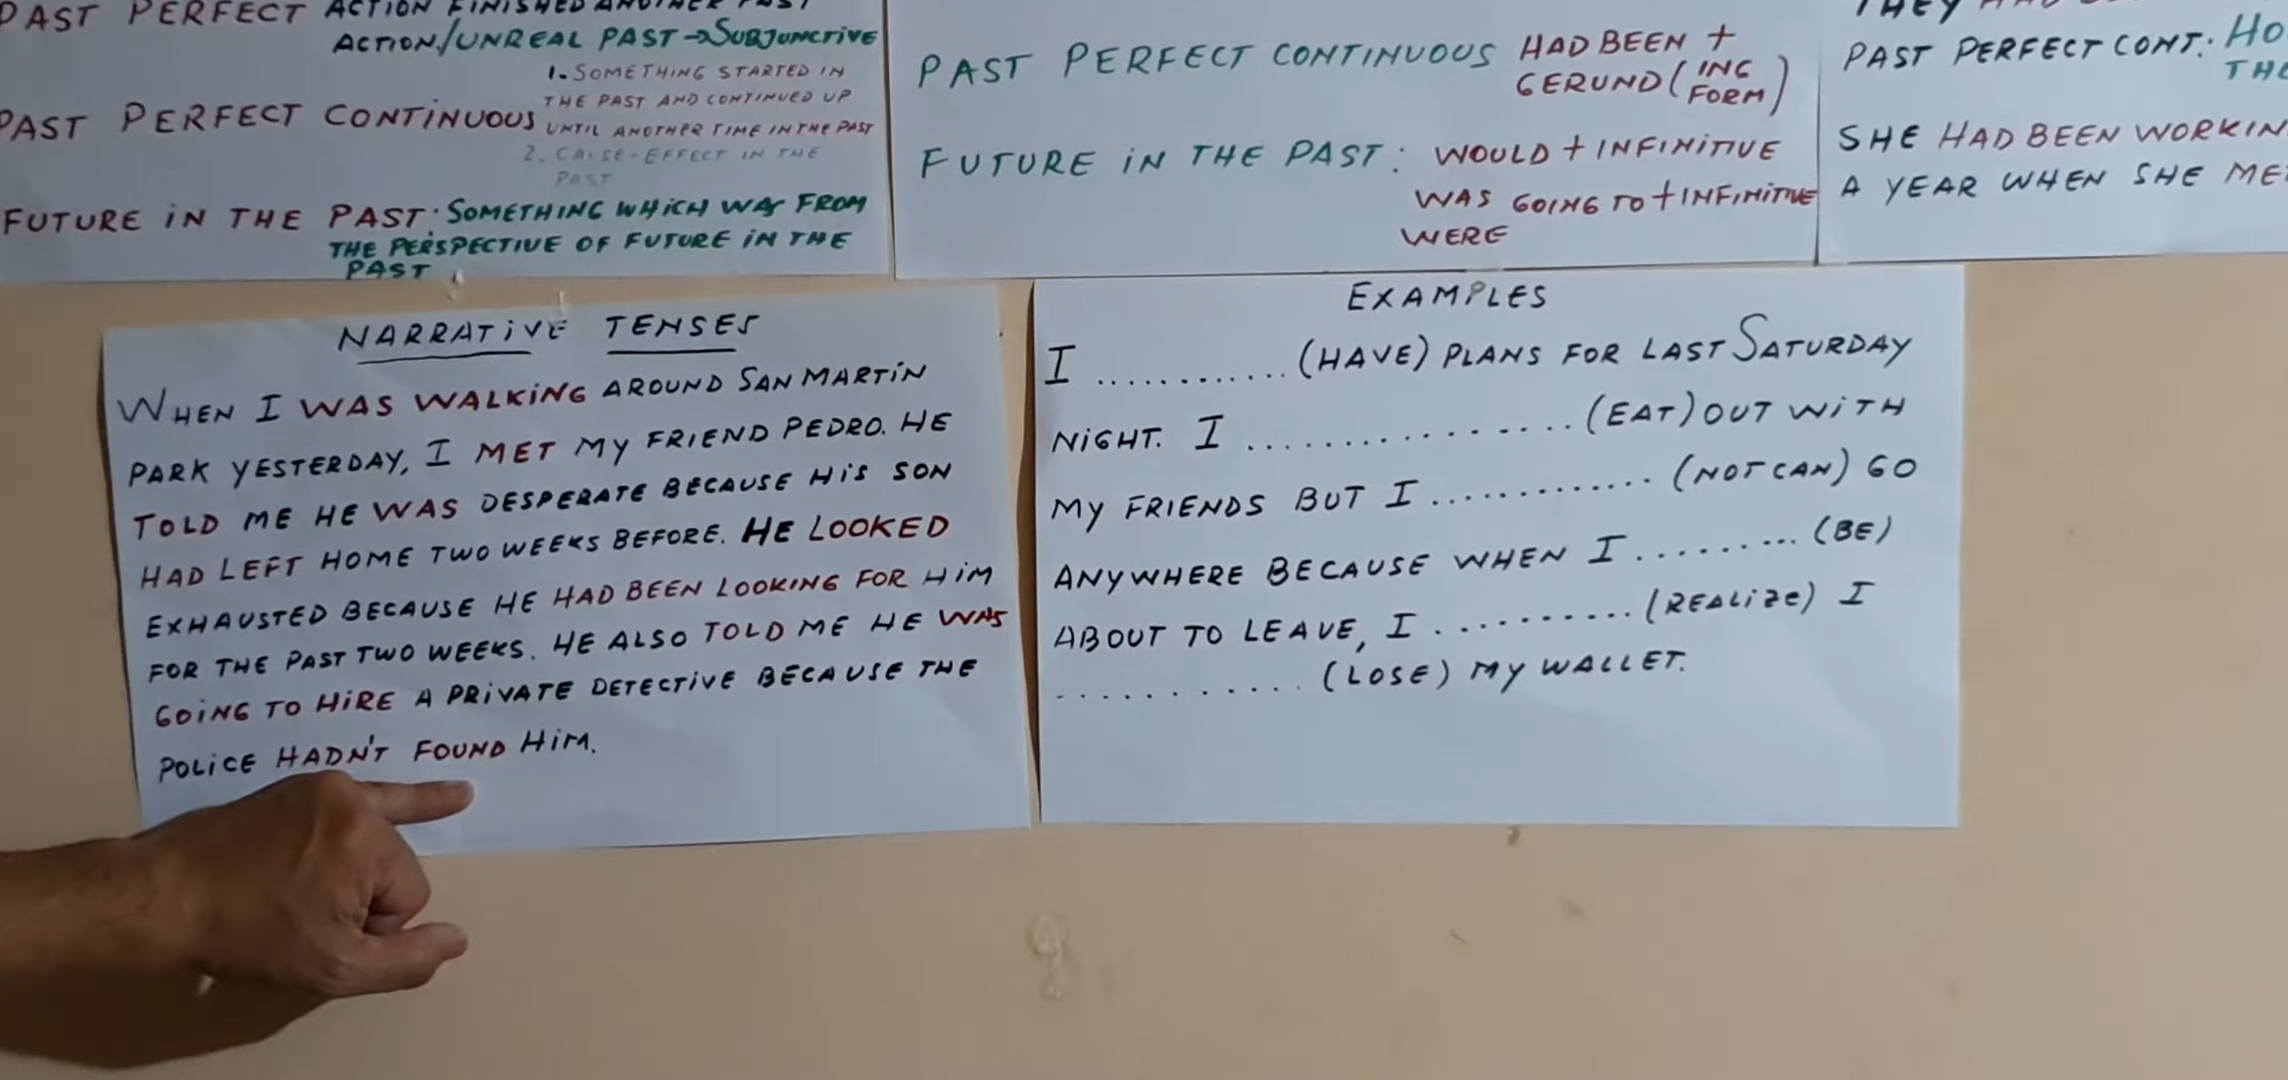 PAST PERFECT ACTION FINISHED ANOTHER PAST
ACTION/UNREAL PAST→SUBJUNCTIVE
1. SOMETHING STARTED IN
THE PAST AND CONTINUED UP
PAST PERFECT CONTINUOUS UNTIL ANOTHER TIME IN THE PAST
2. CAUSE-EFFECT IN THE
PAST
FUTURE IN THE PAST: SOMETHING WHICH WAS FROM
THE PERSPECTIVE OF FUTURE IN THE
PAST
PAST PERFECT CONTINUOUS HAD BEEN +
GERUND (ING FORM)
FUTURE IN THE PAST: WOULD + INFINITIVE
WAS GOING TO + INFINITIVE
WERE
THEY HAD
PAST PERFECT CONT: HO
THE
SHE HAD BEEN WORKIN
A YEAR WHEN SHE ME
NARRATIVE TENSES
WHEN I WAS WALKING AROUND SAN MARTIN
PARK YESTERDAY, I MET MY FRIEND PEDRO. HE
TOLD ME HE WAS DESPERATE BECAUSE HIS SON
HAD LEFT HOME TWO WEEKS BEFORE. HE LOOKED
EXHAUSTED BECAUSE HE HAD BEEN LOOKING FOR HIM
FOR THE PAST TWO WEEKS. HE ALSO TOLD ME HE WAS
GOING TO HIRE A PRIVATE DETECTIVE BECAUSE THE
POLICE HADN'T FOUND HIM.
EXAMPLES
I ............ (HAVE) PLANS FOR LAST SATURDAY
NIGHT. I ................ (EAT) OUT WITH
MY FRIENDS BUT I ............. (NOT CAN) GO
ANYWHERE BECAUSE WHEN I ......... (BE)
ABOUT TO LEAVE, I ........... (REALIZE) I
............ (LOSE) MY WALLET.